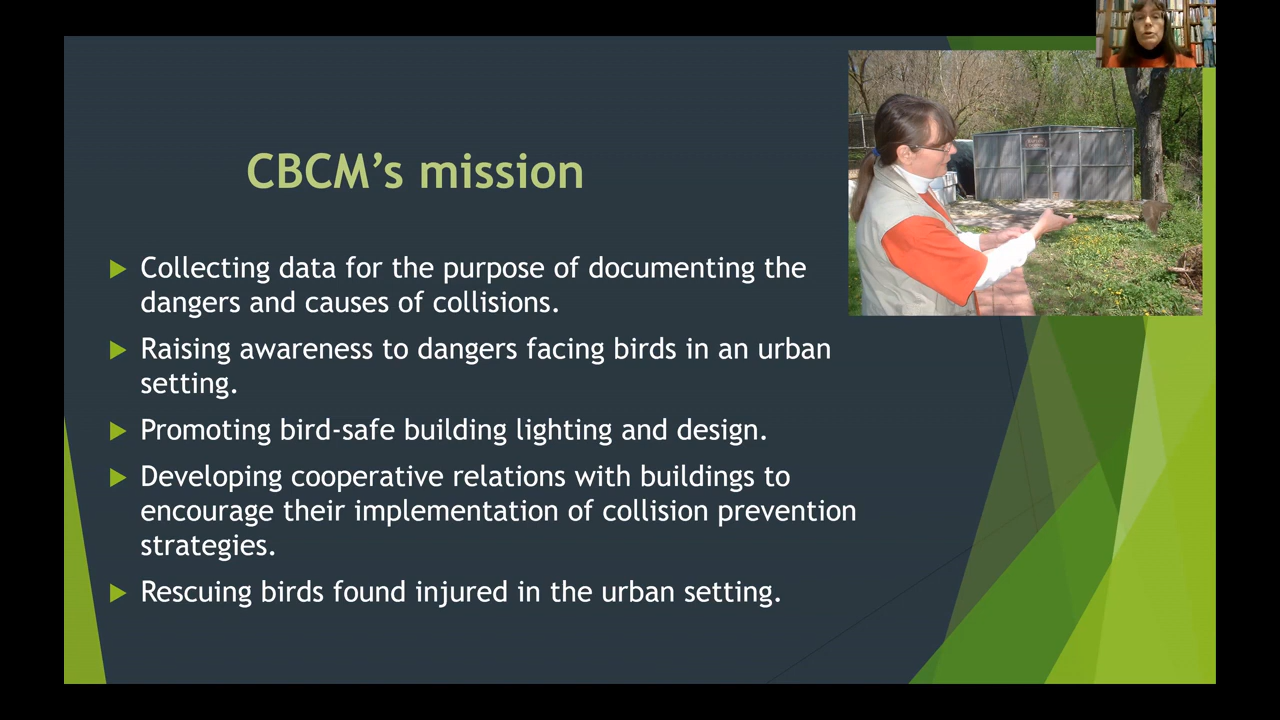 CBCM’s mission
Collecting data for the purpose of documenting the
dangers and causes of collisions.
Raising awareness to dangers facing birds in an urban
setting.
Promoting bird-safe building lighting and design.
Developing cooperative relations with buildings to
encourage their implementation of collision prevention
strategies.
Rescuing birds found injured in the urban setting.